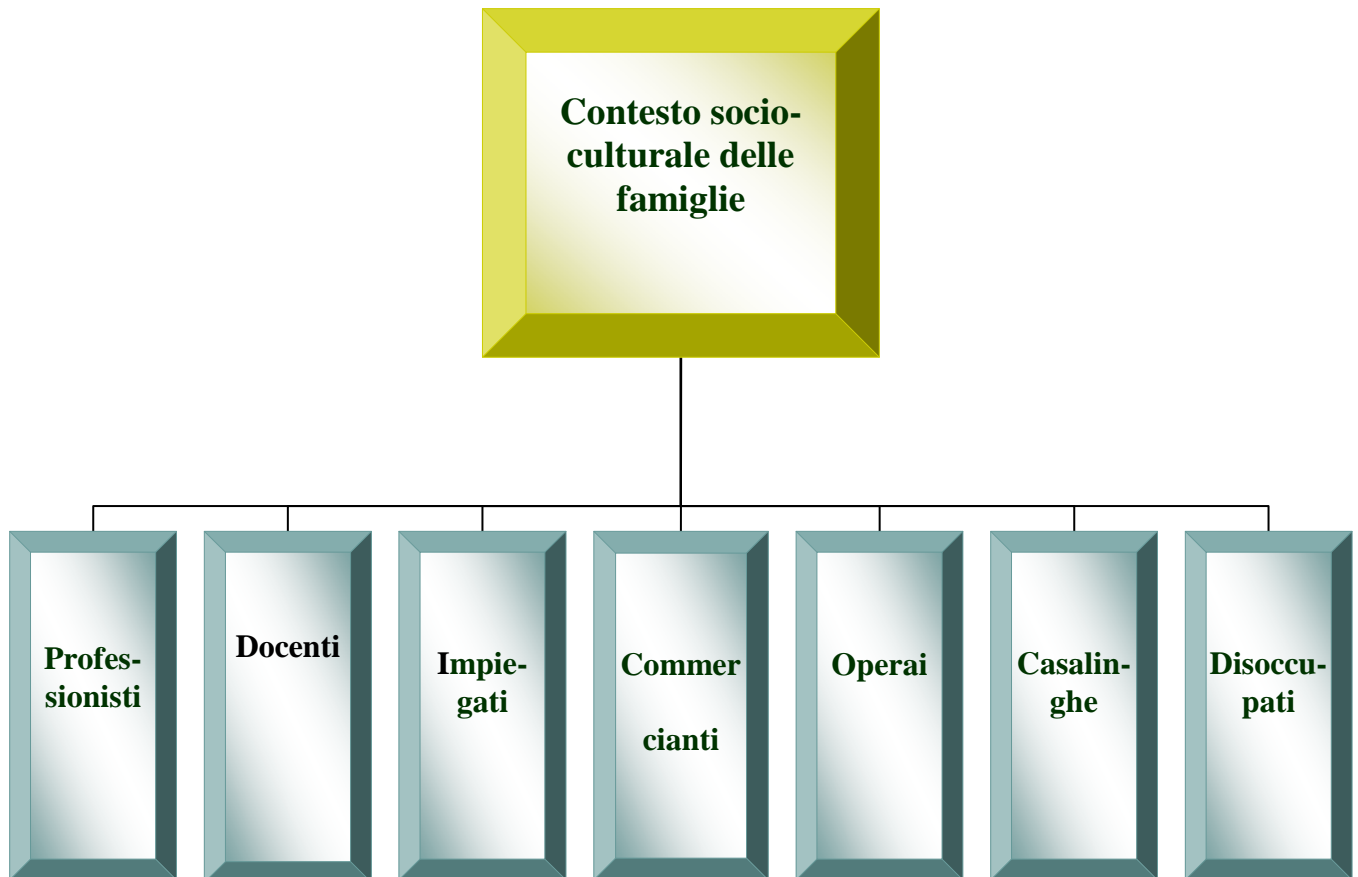 Contesto socio-
culturale delle
famiglie
Profes-
sionisti
Docenti
Impie-
gati
Commer
cianti
Operai
Casalin-
ghe
Disoccu-
pati